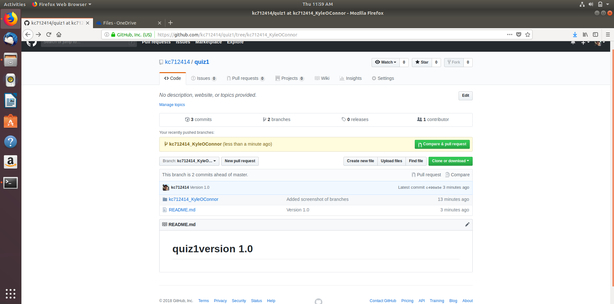 Activities
Firefox Web Browser
Thu 11:09 AM
kc712414/quiz1 at kc712414_KyleOConnor - Mozilla Firefox
kc712414/quiz1 at kc71
Files - OneDrive
GitHub, Inc. (US)
https://github.com/kc712414/quiz1/tree/kc712414_KyleOConnor
Pull requests Issues Marketplace Explore
kc712414 / quiz1
Watch 0
Star 0
Fork 0
Code
Issues 0
Pull requests 0
Projects 0
Wiki
Insights
Settings
No description, website, or topics provided.
Edit
Manage topics
3 commits
2 branches
0 releases
1 contributor
Your recently pushed branches:
kc712414_KyleOConnor (less than a minute ago)
Compare & pull request
Branch: kc712414_KyleO...
New pull request
Create new file
Upload files
Find file
Clone or download
This branch is 2 commits ahead of master.
Pull request
Compare
kc712414 Version 1.0
Latest commit 3 minutes ago
kc712414_KyleOConnor
Added screenshot of branches
13 minutes ago
README.md
Version 1.0
3 minutes ago
README.md
quiz1version 1.0
© 2018 GitHub, Inc.
Terms
Privacy
Security
Status
Help
Contact GitHub
Pricing
API
Training
Blog
About